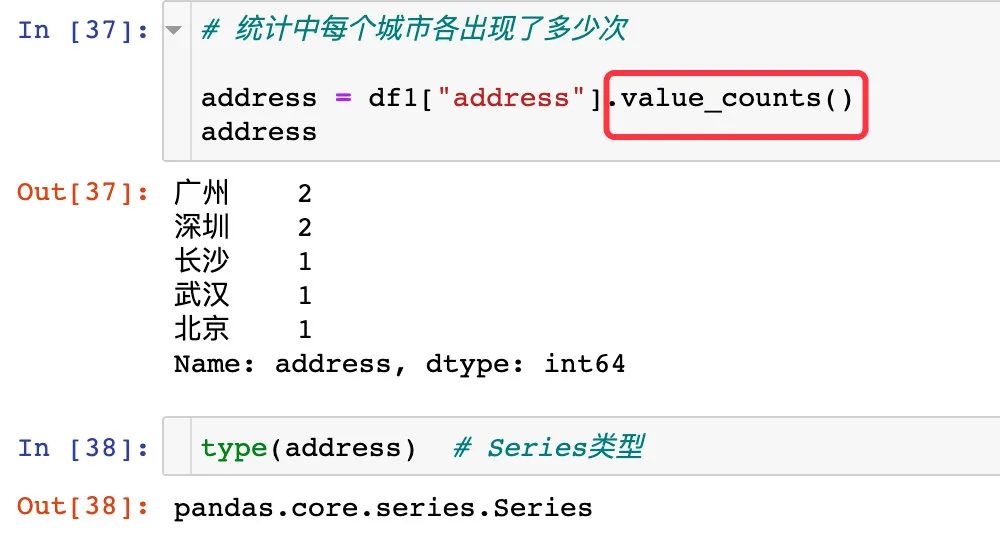 In [37]: # 统计中每个城市各出现了多少次
address = df1["address"].value_counts()
address
Out[37]: 广州 2
深圳 2
长沙 1
武汉 1
北京 1
Name: address, dtype: int64
In [38]: type(address) # Series类型
Out[38]: pandas.core.series.Series